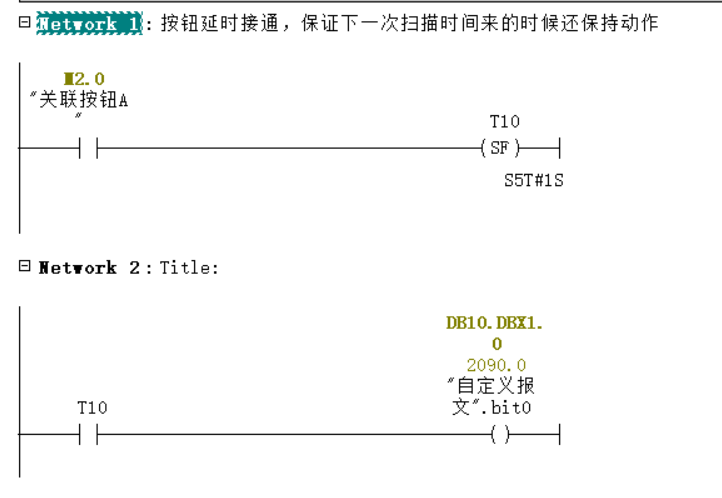 Network 1: 按钮延时接通，保证下一次扫描时间来的时候还保持动作
M2.0
"关联按钮A
"
T10
(SF)
S5T#1S
Network 2: Title:
DB10.DBX1.
0
2090.0
"自定义报
文".bit0
T10
( )